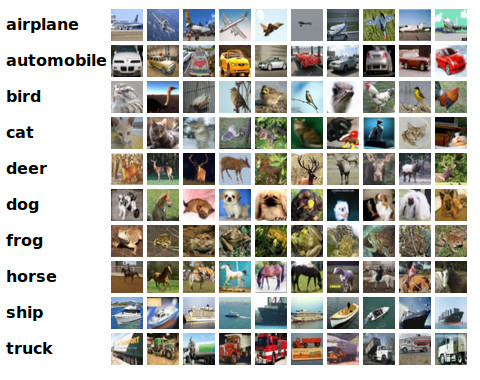 airplane
automobile
bird
cat
deer
dog
frog
horse
ship
truck